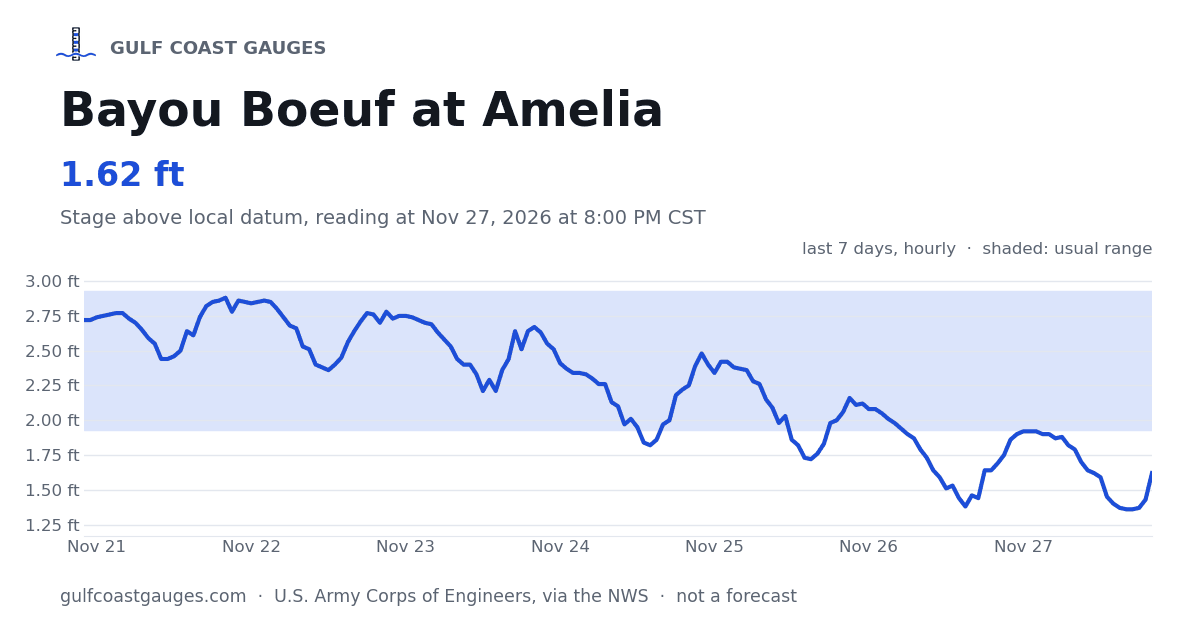 GULF COAST GAUGES
Bayou Boeuf at Amelia
1.62 ft
Stage above local datum, reading at Nov 27, 2026 at 8:00 PM CST
last 7 days, hourly · shaded: usual range
3.00 ft
2.75 ft
2.50 ft
2.25 ft
2.00 ft
1.75 ft
1.50 ft
1.25 ft
Nov 21 Nov 22 Nov 23 Nov 24 Nov 25 Nov 26 Nov 27
gulfcoastgauges.com · U.S. Army Corps of Engineers, via the NWS · not a forecast